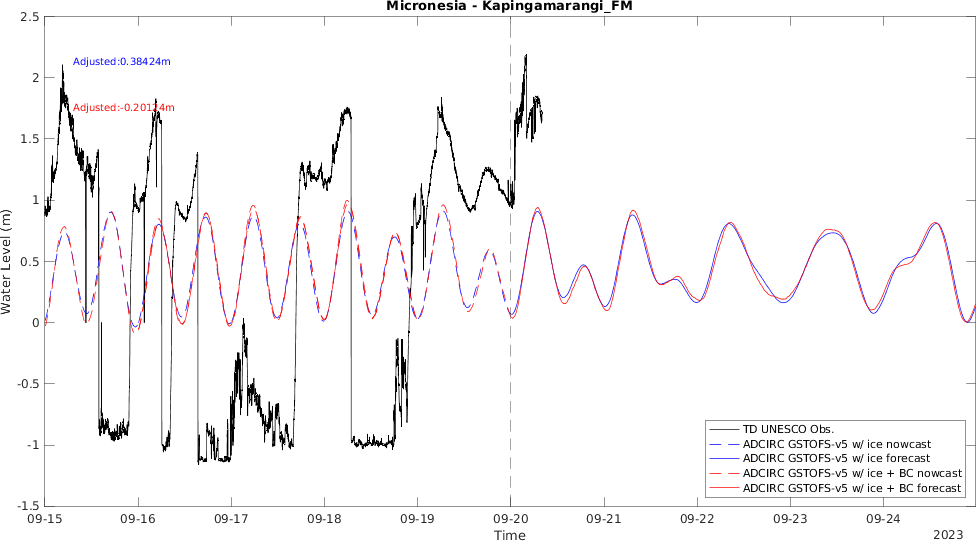 Micronesia - Kapingamarangi_FM
2.5
2
1.5
1
0.5
0
-0.5
-1
-1.5
Water Level (m)
Adjusted:0.38424m
Adjusted:-0.20124m
TD UNESCO Obs.
ADCIRC GSTOFS-v5 w/ ice nowcast
ADCIRC GSTOFS-v5 w/ ice forecast
ADCIRC GSTOFS-v5 w/ ice + BC nowcast
ADCIRC GSTOFS-v5 w/ ice + BC forecast
09-15 09-16 09-17 09-18 09-19 09-20 09-21 09-22 09-23 09-24
Time
2023